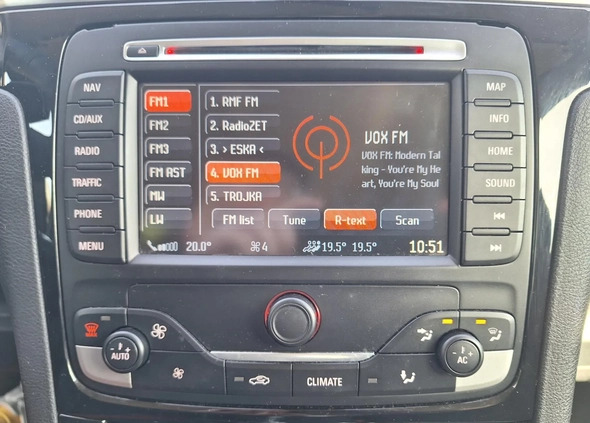 NAV
CD/AUX
RADIO
TRAFFIC
PHONE
MENU
FM1
FM2
FM3
FM AST
MW
LW
1. RMF FM
2. RadioZET
3. > ESKA <
4. VOX FM
5. TROJKA
VOX FM
VOX FM: Modern Tal
king - You're My He
art, You're My Soul
FM list
Tune
R-text
Scan
20.0°
4
19.5°
19.5°
10:51
MAP
INFO
HOME
SOUND
MAX
- +
AUTO
CLIMATE
- +
AC